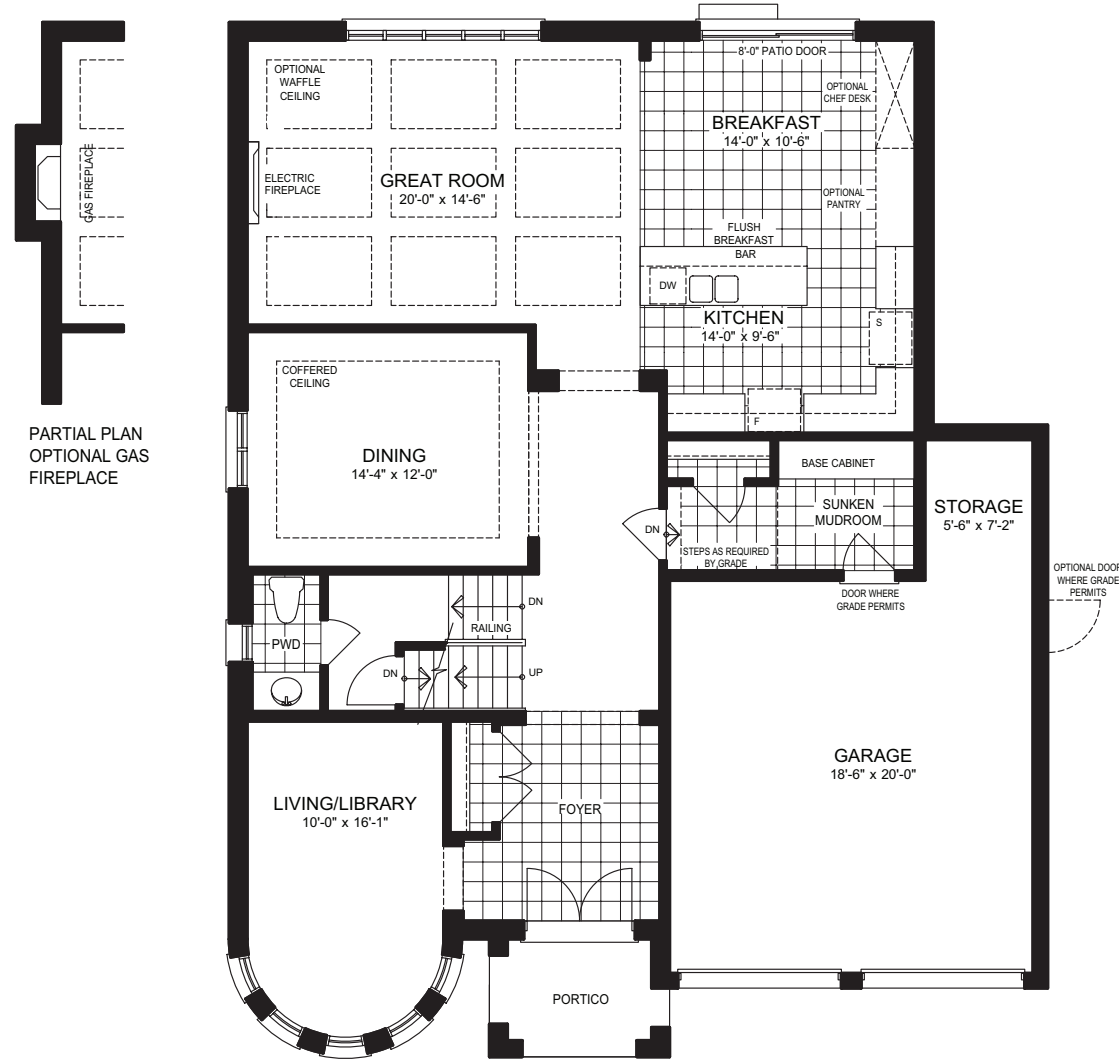 8'-0" PATIO DOOR
OPTIONAL
WAFFLE
CEILING
OPTIONAL
CHEF DESK
BREAKFAST
14'-0" x 10'-6"
GAS FIREPLACE
ELECTRIC
FIREPLACE
GREAT ROOM
20'-0" x 14'-6"
OPTIONAL
PANTRY
FLUSH
BREAKFAST
BAR
DW
KITCHEN
14'-0" x 9'-6"
S
F
COFFERED
CEILING
PARTIAL PLAN
OPTIONAL GAS
FIREPLACE
DINING
14'-4" x 12'-0"
BASE CABINET
SUNKEN
MUDROOM
STORAGE
5'-6" x 7'-2"
DN
STEPS AS REQUIRED
BY GRADE
DOOR WHERE
GRADE PERMITS
OPTIONAL DOOR
WHERE GRADE
PERMITS
DN
RAILING
PWD
DN
UP
GARAGE
18'-6" x 20'-0"
LIVING/LIBRARY
10'-0" x 16'-1"
FOYER
PORTICO